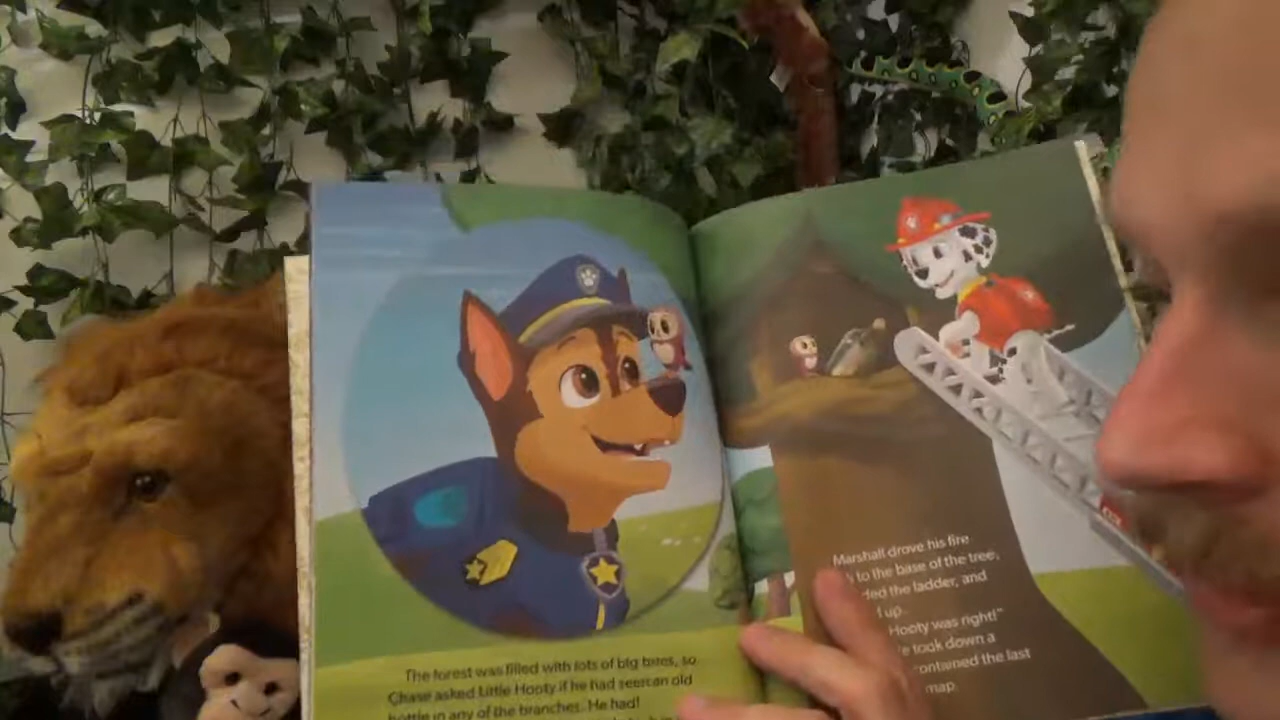 The forest was filled with lots of big trees, so
Chase asked Little Hooty if he had seen an old
bottle in any of the branches. He had!
Marshall drove his fire
to the base of the tree,
the ladder, and
up.
Hooty was right!"
took down a
contained the last
map.